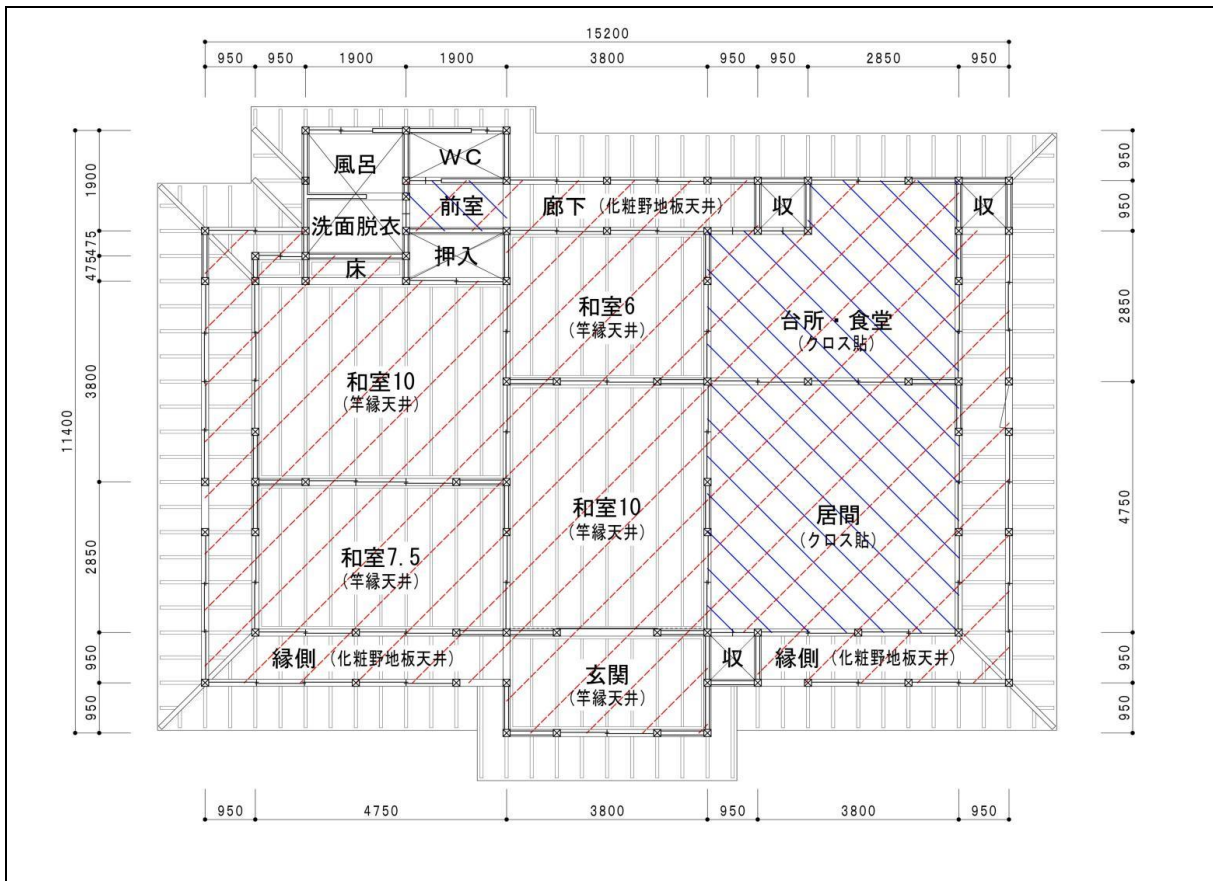 15200
950 950 1900 1900 3800 950 950 2850 950
風呂 WC
前室 廊下 (化粧野地板天井) 収 収
洗面脱衣
床 押入
和室6
(竿縁天井)
台所・食堂
(クロス貼)
和室10
(竿縁天井)
和室10
(竿縁天井)
居間
(クロス貼)
和室7.5
(竿縁天井)
縁側 (化粧野地板天井) 収 縁側 (化粧野地板天井)
玄関
(竿縁天井)
11400
1900
475
475
3800
2850
950
950
950
950
2850
4750
950
950
950 4750 3800 950 3800 950